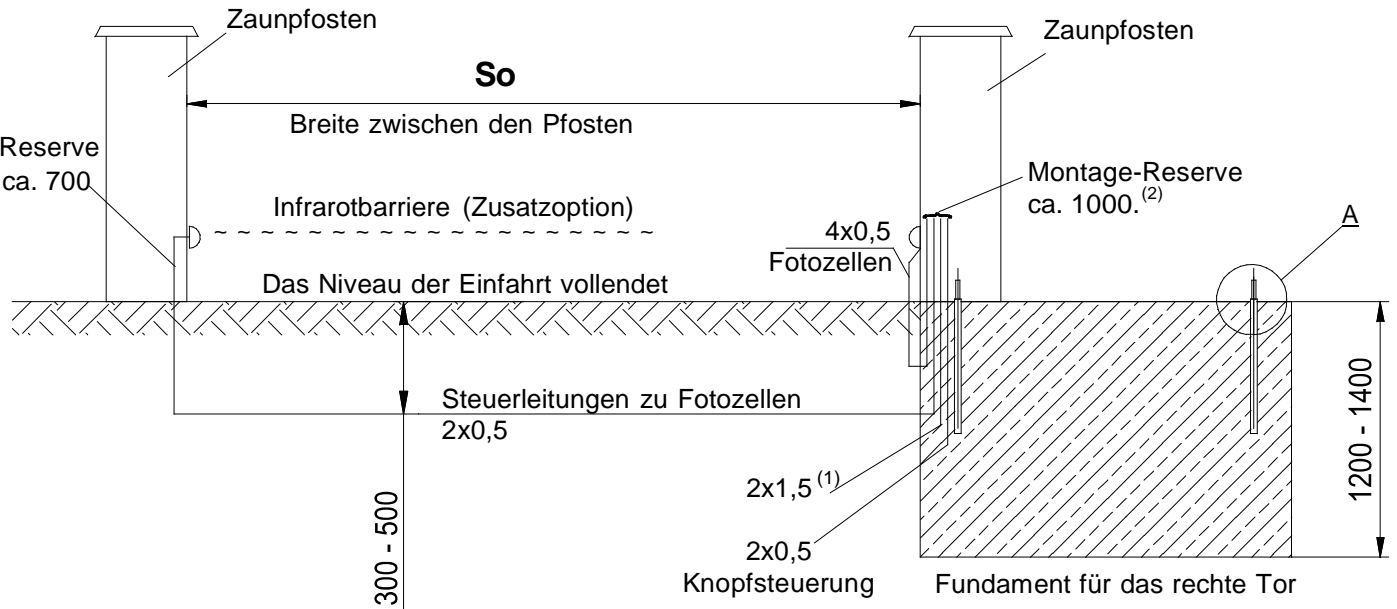 Zaunpfosten
Zaunpfosten
So
Breite zwischen den Pfosten
Reserve
ca. 700
Montage-Reserve
ca. 1000.(2)
Infrarotbarriere (Zusatzoption)
~ ~ ~ ~ ~ ~ ~ ~ ~ ~ ~ ~ ~ ~ ~ ~ ~ ~ ~ ~
A
4x0,5
Fotozellen
Das Niveau der Einfahrt vollendet
Steuerleitungen zu Fotozellen
2x0,5
2x1,5 (1)
2x0,5
Knopfsteuerung
300 - 500
1200 - 1400
Fundament für das rechte Tor